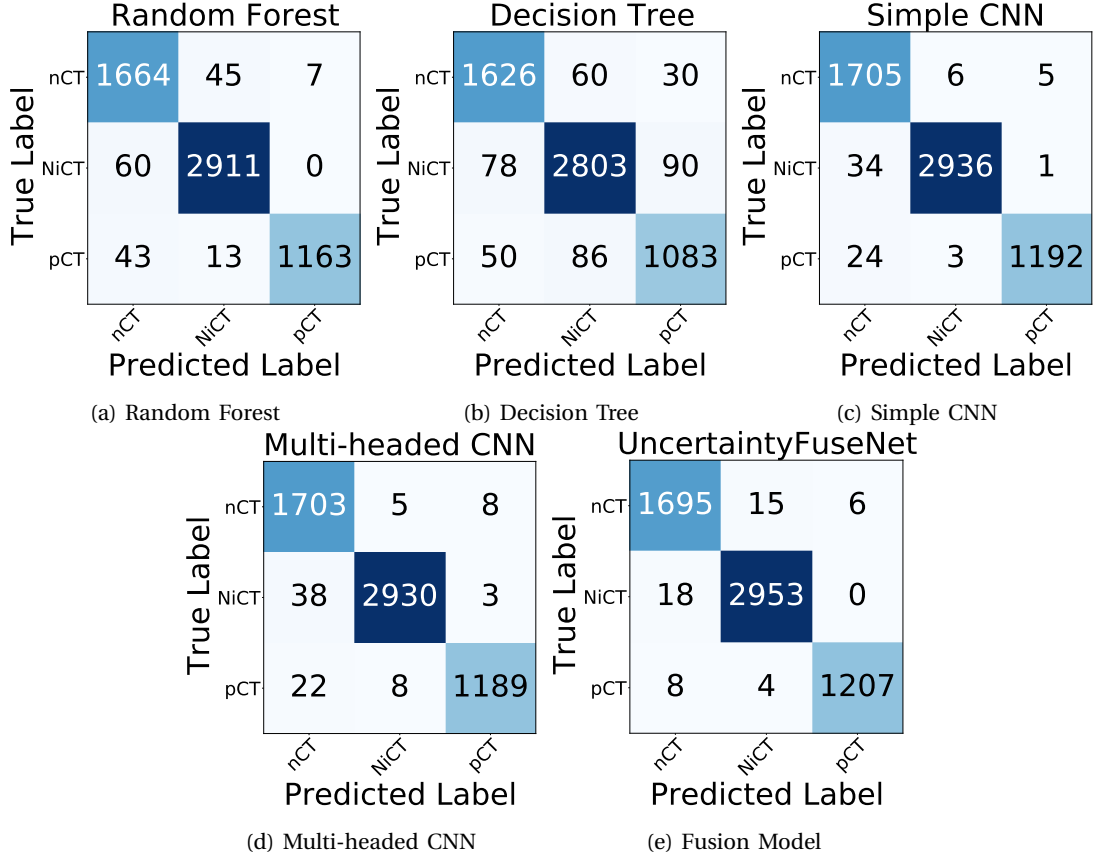 Random Forest
Decision Tree
Simple CNN
True Label
nCT 1664 45 7
NiCT 60 2911 0
pCT 43 13 1163
nCT NiCT pCT
Predicted Label
True Label
nCT 1626 60 30
NiCT 78 2803 90
pCT 50 86 1083
nCT NiCT pCT
Predicted Label
True Label
nCT 1705 6 5
NiCT 34 2936 1
pCT 24 3 1192
nCT NiCT pCT
Predicted Label
(a) Random Forest
(b) Decision Tree
(c) Simple CNN
Multi-headed CNN
UncertaintyFuseNet
True Label
nCT 1703 5 8
NiCT 38 2930 3
pCT 22 8 1189
nCT NiCT pCT
Predicted Label
True Label
nCT 1695 15 6
NiCT 18 2953 0
pCT 8 4 1207
nCT NiCT pCT
Predicted Label
(d) Multi-headed CNN
(e) Fusion Model